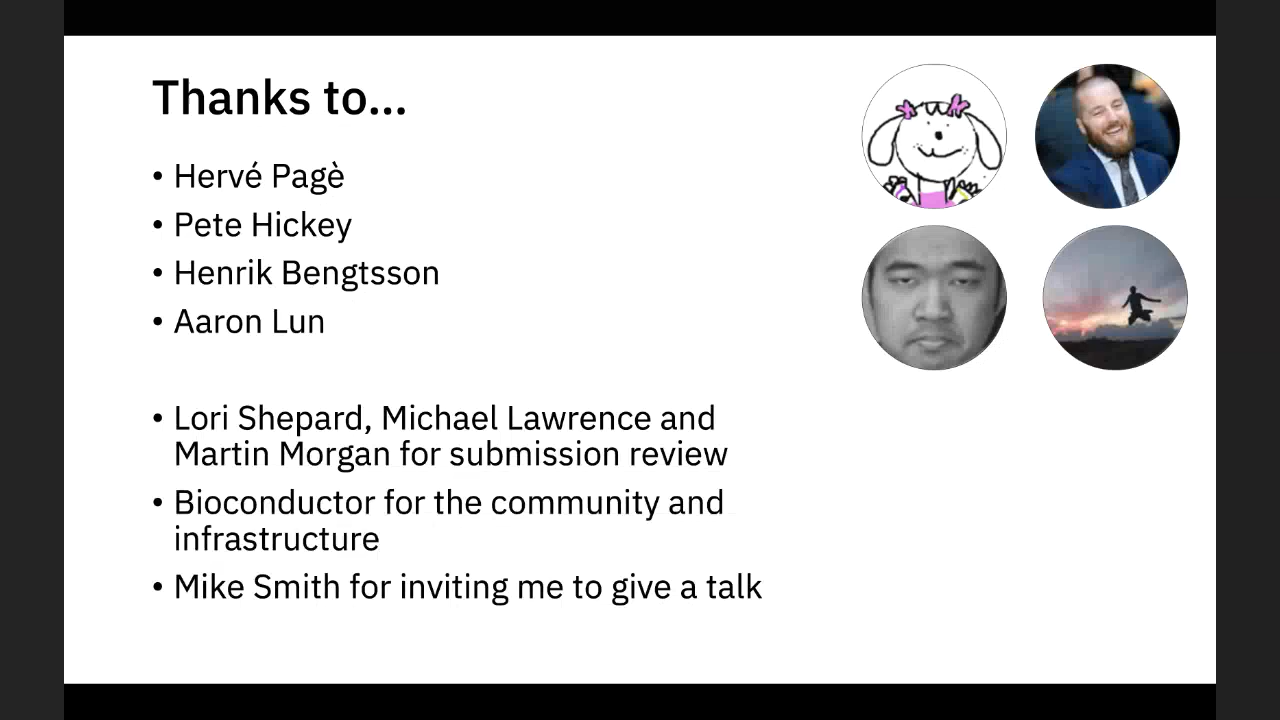 Thanks to...
• Hervé Pagè
• Pete Hickey
• Henrik Bengtsson
• Aaron Lun
• Lori Shepard, Michael Lawrence and
Martin Morgan for submission review
• Bioconductor for the community and
infrastructure
• Mike Smith for inviting me to give a talk